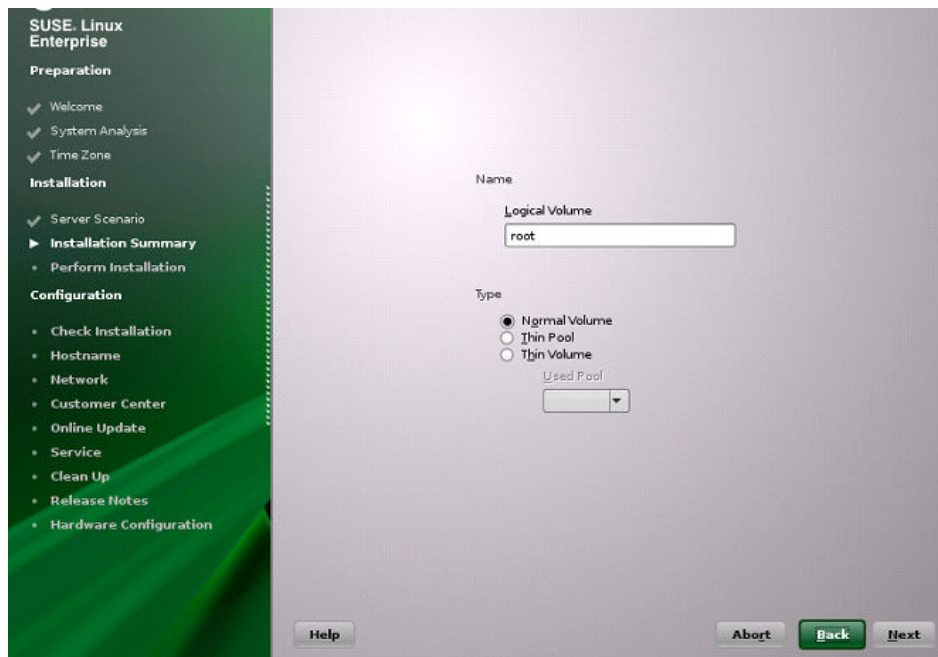 SUSE. Linux
Enterprise
Preparation
Welcome
System Analysis
Time Zone
Installation
Server Scenario
Installation Summary
Perform Installation
Configuration
Check Installation
Hostname
Network
Customer Center
Online Update
Service
Clean Up
Release Notes
Hardware Configuration
Name
Logical Volume
root
Type
Normal Volume
Thin Pool
Thin Volume
Used Pool
Help
Abort
Back
Next